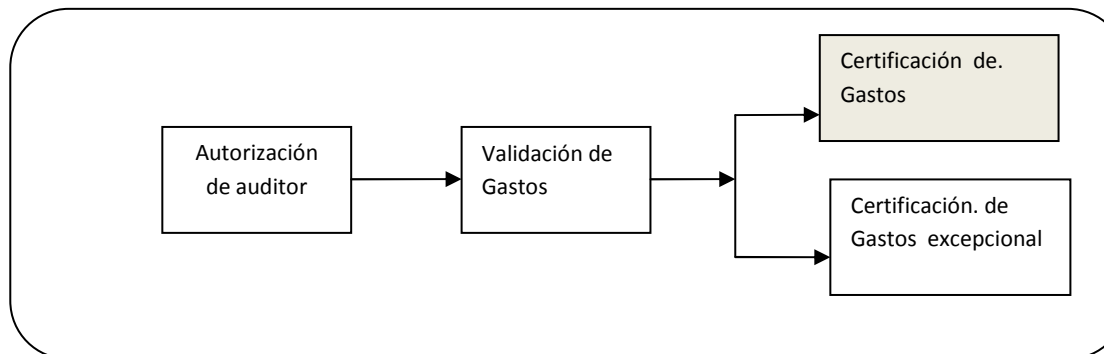 Autorización
de auditor
Validación de
Gastos
Certificación de.
Gastos
Certificación. de
Gastos excepcional